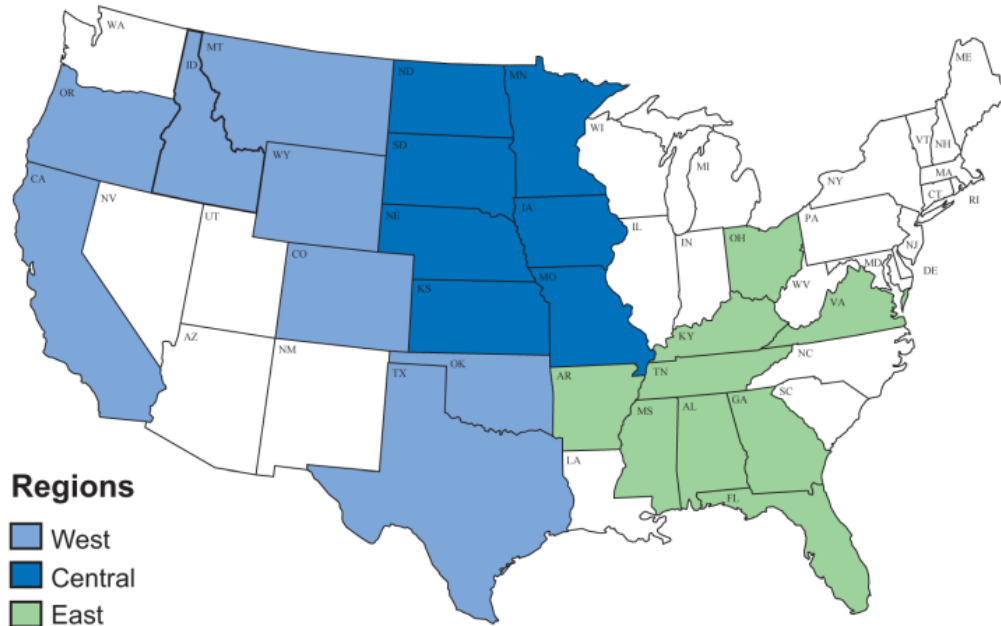 WA
MT
ND
MN
ME
ID
OR
WI
VT
NH
SD
MI
WY
NY
MA
CT
RI
CA
NV
NE
IA
UT
PA
IL
IN
OH
NJ
CO
MD
DE
KS
MO
WV
VA
AZ
NM
KY
NC
OK
TX
AR
TN
SC
MS
AL
GA
LA
FL
Regions
West
Central
East